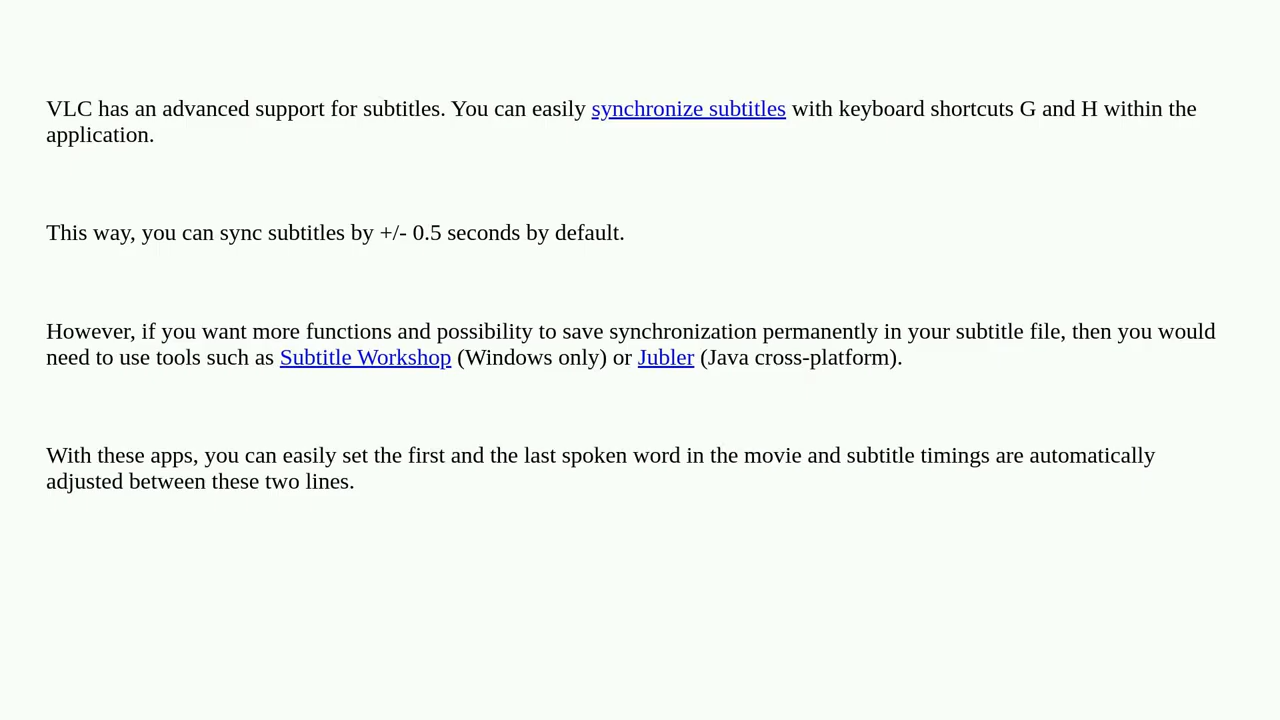 VLC has an advanced support for subtitles. You can easily synchronize subtitles with keyboard shortcuts G and H within the
application.
This way, you can sync subtitles by +/- 0.5 seconds by default.
However, if you want more functions and possibility to save synchronization permanently in your subtitle file, then you would
need to use tools such as Subtitle Workshop (Windows only) or Jubler (Java cross-platform).
With these apps, you can easily set the first and the last spoken word in the movie and subtitle timings are automatically
adjusted between these two lines.